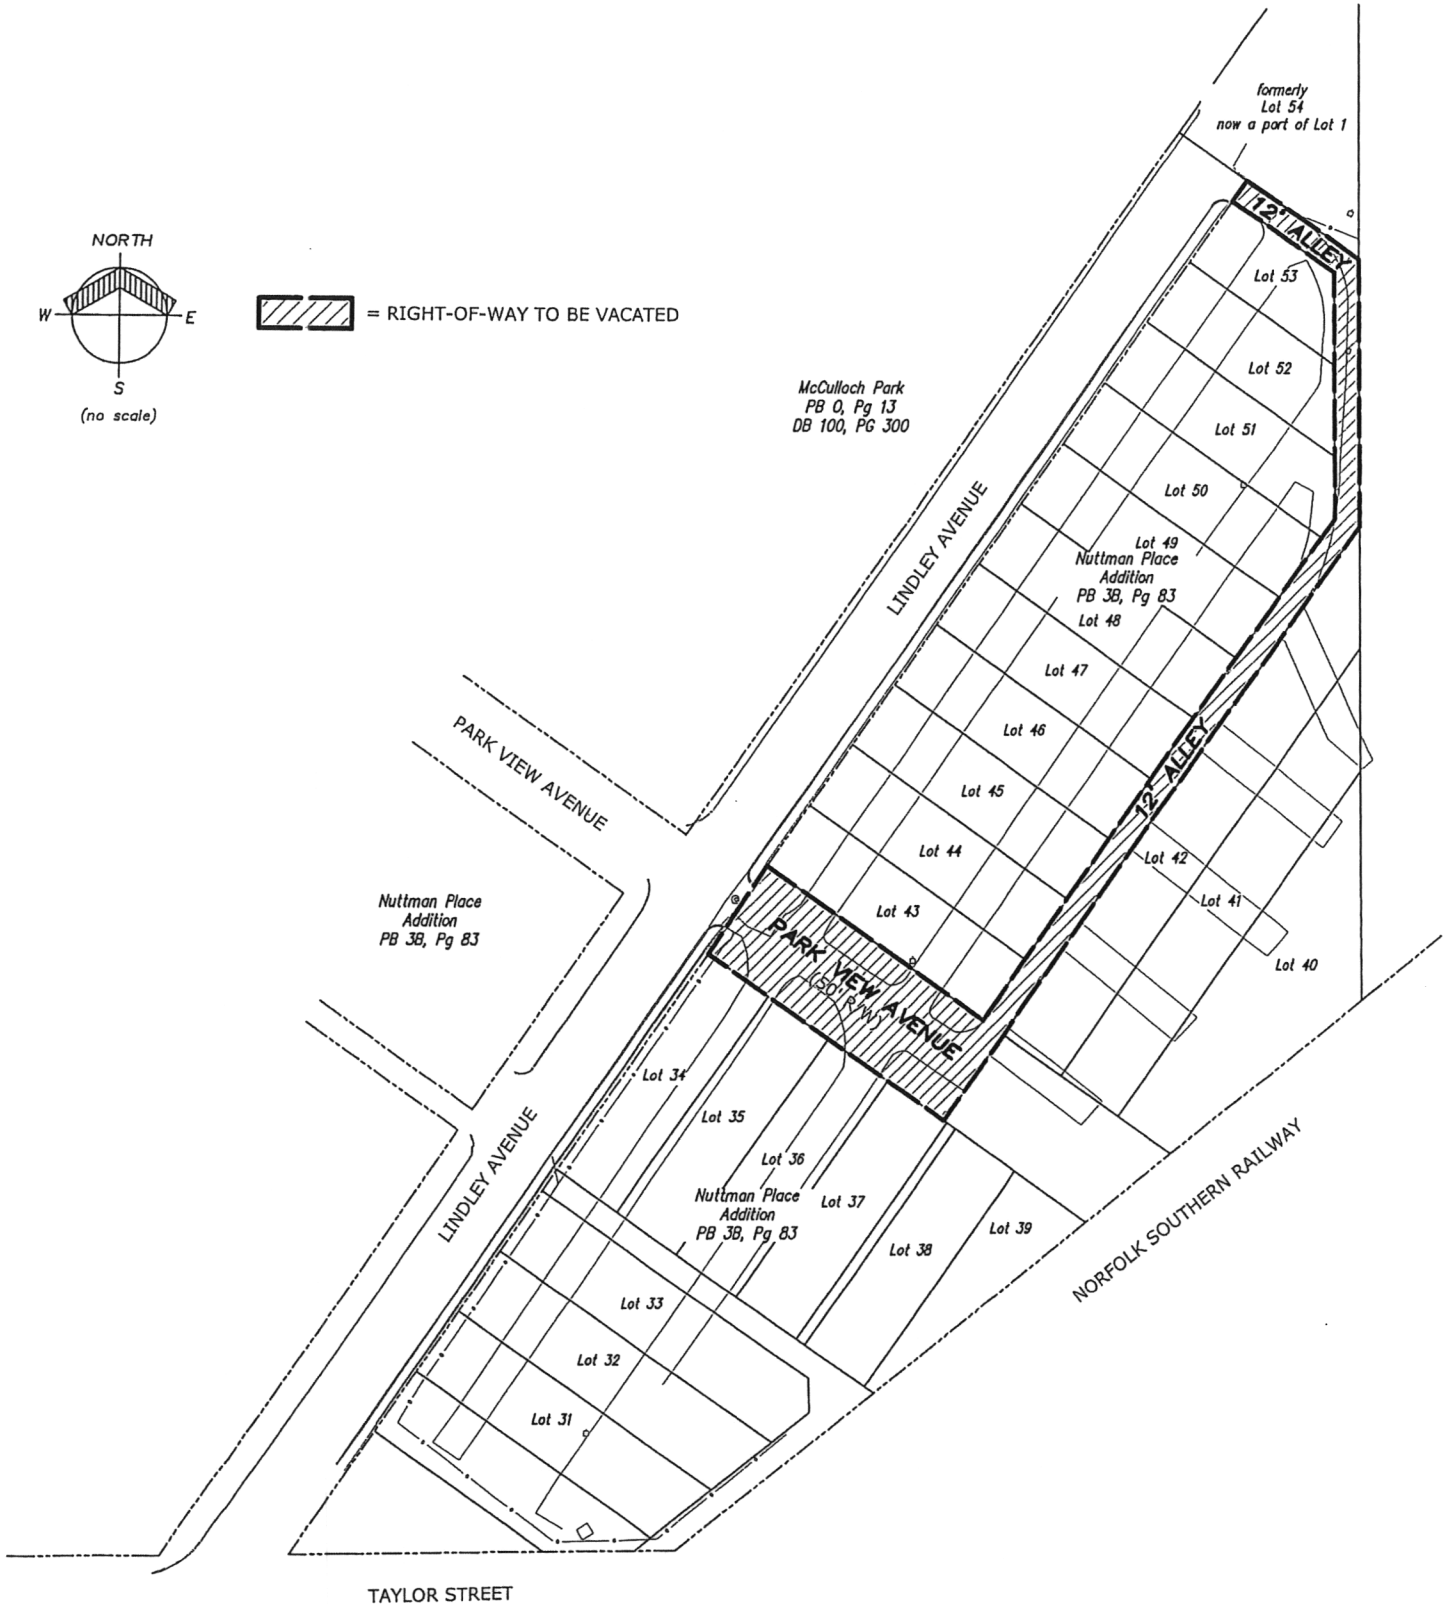 formerly
Lot 54
now a part of Lot 1
12' ALLEY
NORTH
W
E
S
(no scale)
= RIGHT-OF-WAY TO BE VACATED
Lot 53
Lot 52
McCulloch Park
PB O, Pg 13
DB 100, PG 300
Lot 51
Lot 50
LINDLEY AVENUE
Lot 49
Nuttman Place
Addition
PB 3B, Pg 83
Lot 48
Lot 47
Lot 46
12' ALLEY
PARK VIEW AVENUE
Lot 45
Lot 44
Lot 42
Lot 41
Lot 43
Lot 40
Nuttman Place
Addition
PB 3B, Pg 83
PARK VIEW AVENUE
(50' R/W)
Lot 34
Lot 35
Lot 36
Lot 37
Nuttman Place
Addition
PB 3B, Pg 83
Lot 38
Lot 39
LINDLEY AVENUE
NORFOLK SOUTHERN RAILWAY
Lot 33
Lot 32
Lot 31
TAYLOR STREET